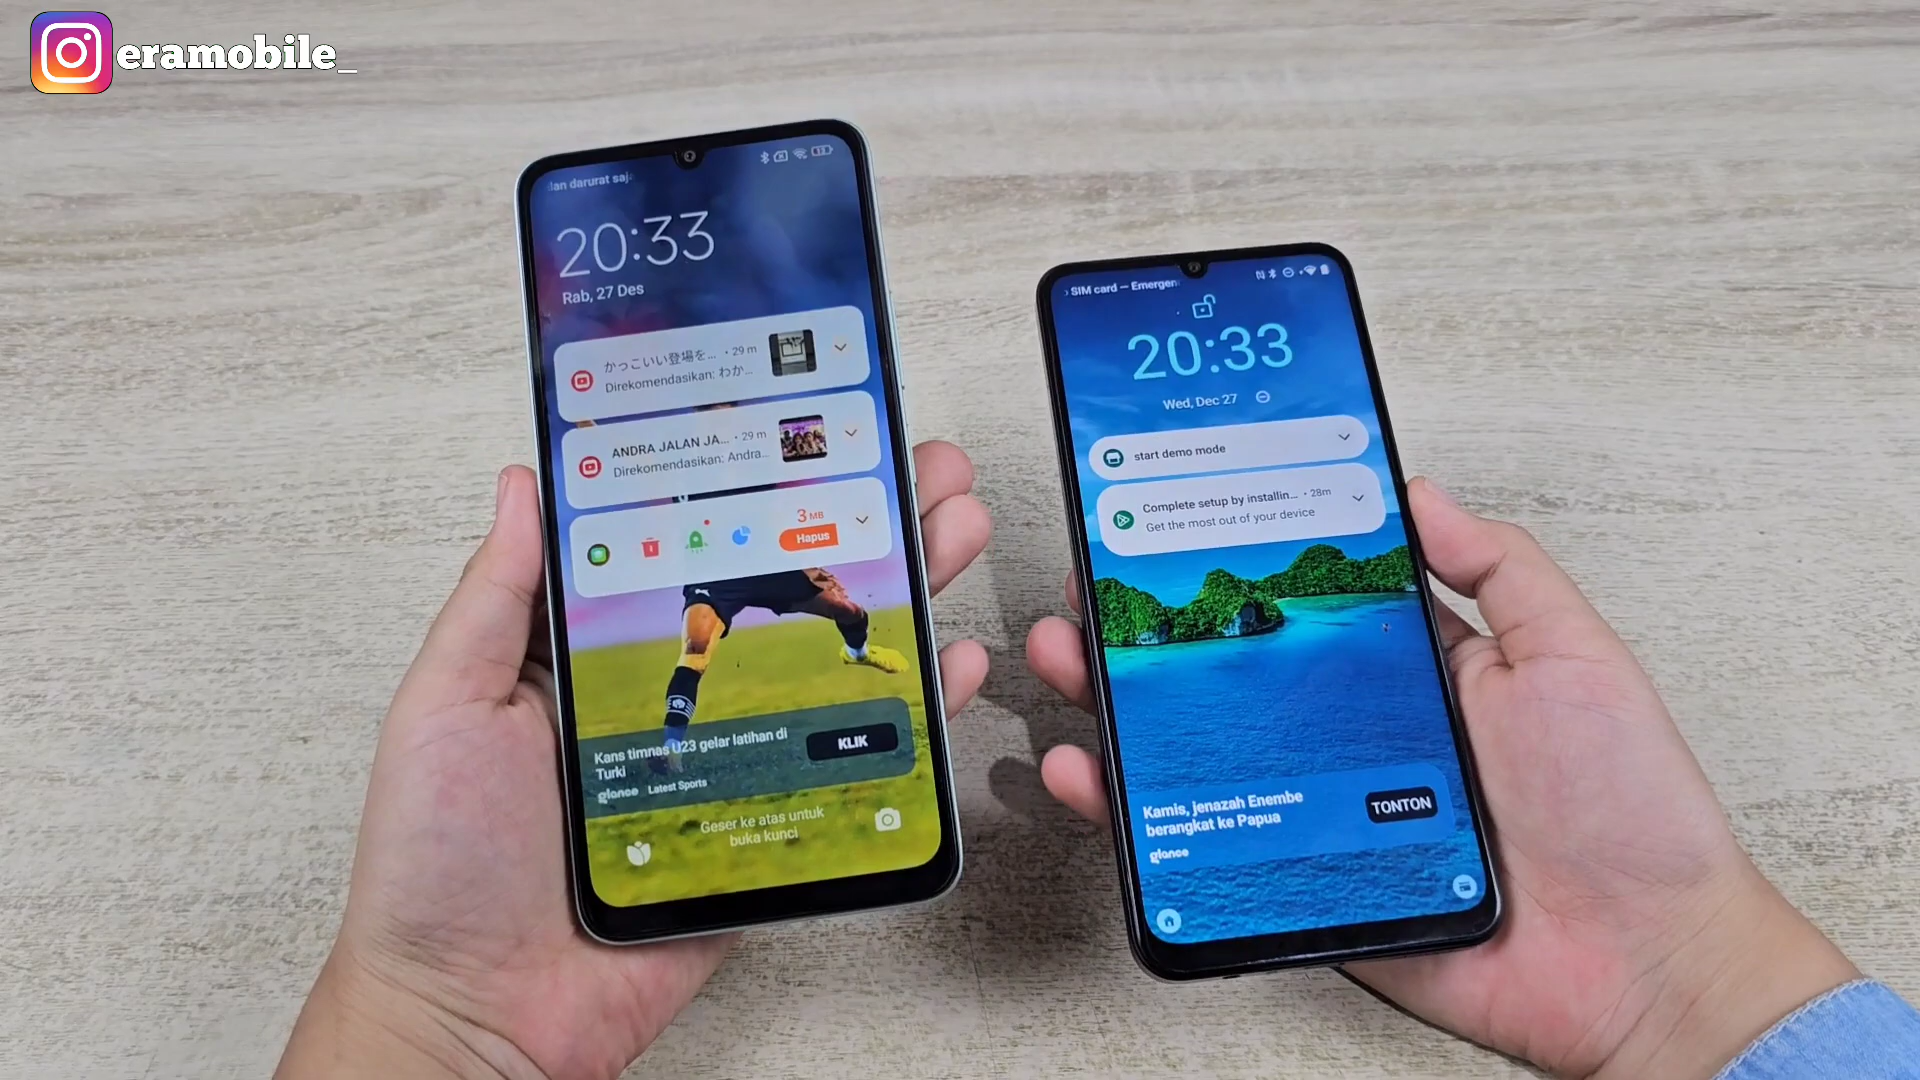 eramobile_
lan darurat saj
12
20:33
Rab, 27 Des
かっこいい登場を… • 29 m
Direkomendasikan: わか…
ANDRA JALAN JA… • 29 m
Direkomendasikan: Andra…
3 MB
Hapus
Kans timnas U23 gelar latihan di
Turki
KLIK
glance Latest Sports
Geser ke atas untuk
buka kunci
SIM card — Emergen
20:33
Wed, Dec 27
start demo mode
Complete setup by installin… • 28m
Get the most out of your device
Kamis, jenazah Enembe
berangkat ke Papua
TONTON
glance